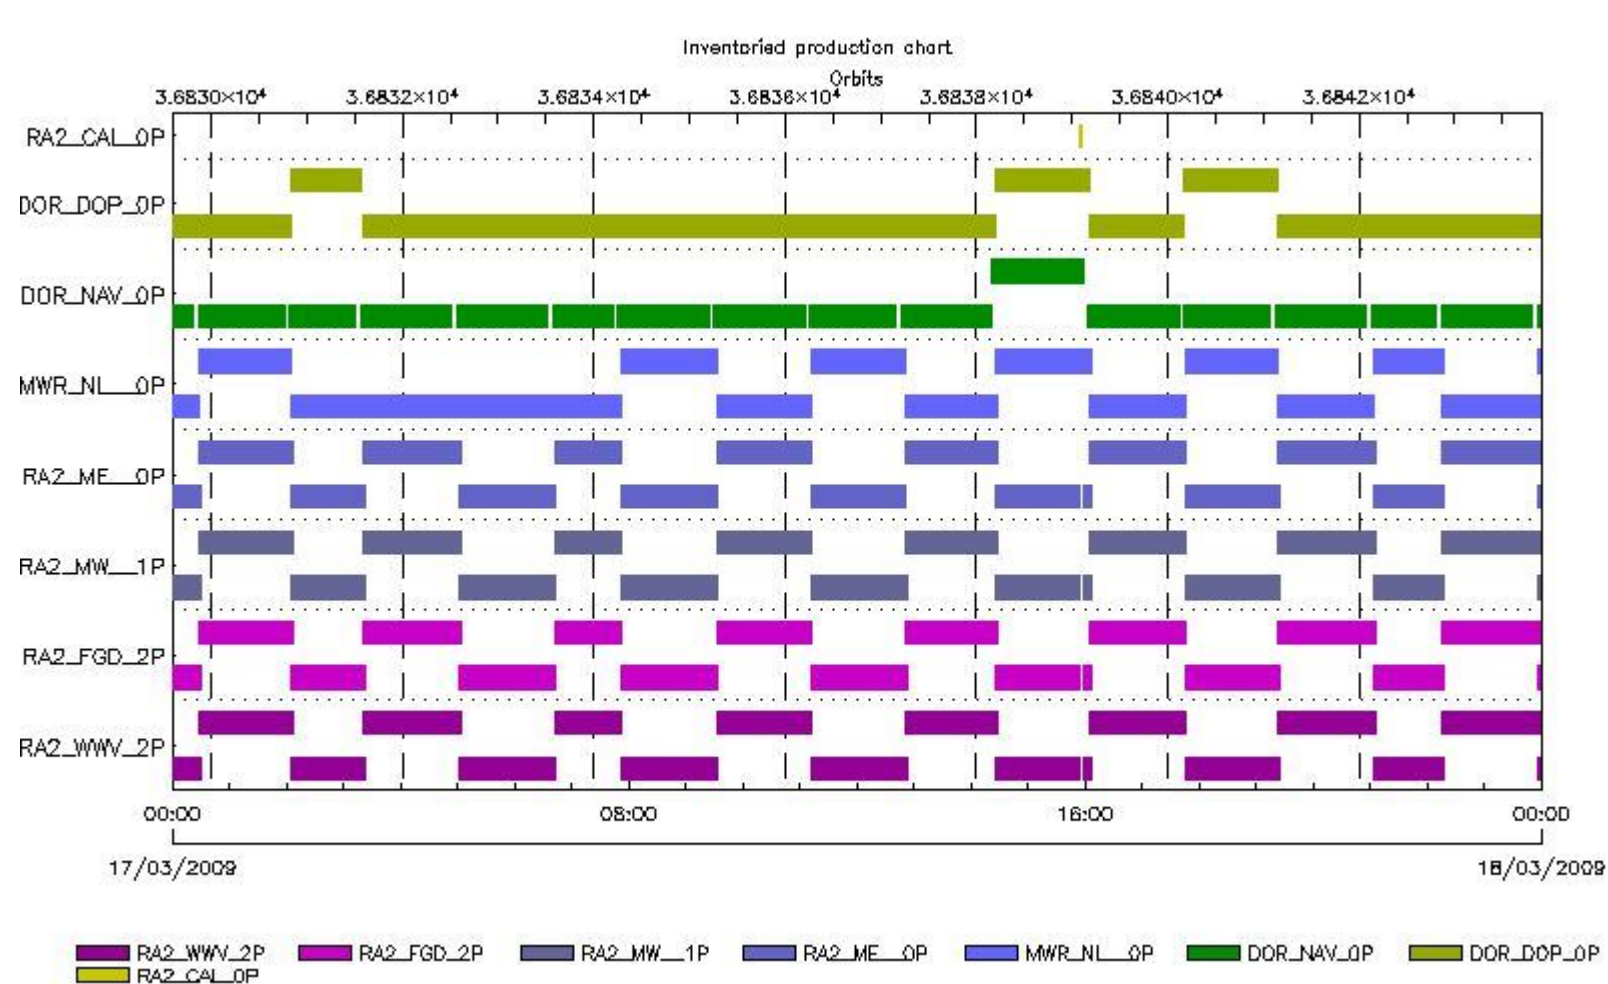 Inventoried production chart
Orbits
3.6830×10⁴ 3.6832×10⁴ 3.6834×10⁴ 3.6836×10⁴ 3.6838×10⁴ 3.6840×10⁴ 3.6842×10⁴
RA2_CAL_0P
DOR_DOP_0P
DOR_NAV_0P
MWR_NL__0P
RA2_ME__0P
RA2_MW__1P
RA2_FGD_2P
RA2_WWV_2P
00:00 08:00 16:00 00:00
17/03/2009 18/03/2009
RA2_WWV_2P RA2_FGD_2P RA2_MW__1P RA2_ME__0P MWR_NL__0P DOR_NAV_0P DOR_DOP_0P
RA2_CAL_0P